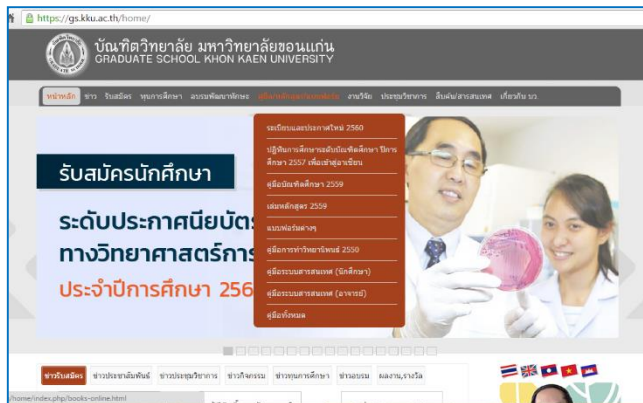 https://gs.kku.ac.th/home/
บัณฑิตวิทยาลัย มหาวิทยาลัยขอนแก่น
GRADUATE SCHOOL KHON KAEN UNIVERSITY
หน้าหลัก ข่าว รับสมัคร ทุนการศึกษา อบรมพัฒนาทักษะ งานวิจัย ประชุมวิชาการ สืบค้น/สารสนเทศ เกี่ยวกับ บว.
ระเบียบและประกาศใหม่ 2560
ปฏิทินการศึกษาระดับบัณฑิตศึกษา ปีการ
ศึกษา 2557 เพื่อเข้าสู่อาเซียน
คู่มือบัณฑิตศึกษา 2559
เล่มหลักสูตร 2559
แบบฟอร์มต่างๆ
คู่มือการทำวิทยานิพนธ์ 2550
คู่มือระบบสารสนเทศ (นักศึกษา)
คู่มือระบบสารสนเทศ (อาจารย์)
คู่มือทั้งหมด
รับสมัครนักศึกษา
ระดับประกาศนียบัตร
ทางวิทยาศาสตร์การ
ประจำปีการศึกษา 256
ข่าวรับสมัคร ข่าวประชาสัมพันธ์ ข่าวประชุมวิชาการ ข่าวกิจกรรม ข่าวทุนการศึกษา ข่าวอบรม ผลงาน,รางวัล
/home/index.php/books-online.html